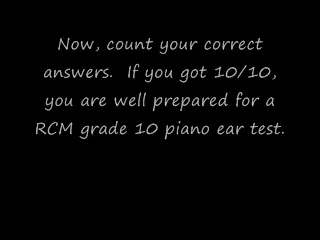 Now, count your correct
answers.  If you got 10/10,
you are well prepared for a
RCM grade 10 piano ear test.